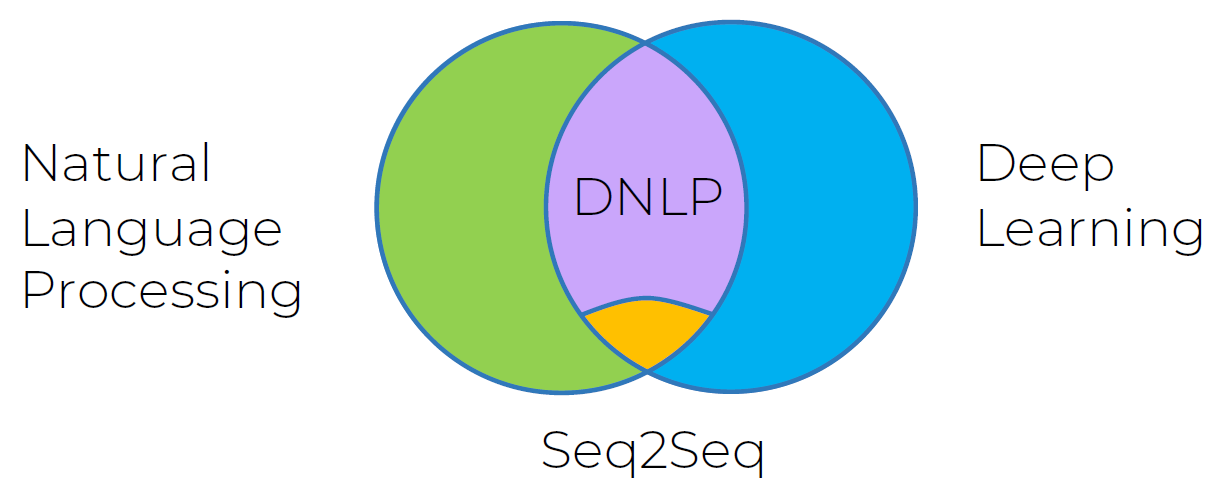 Natural
Language
Processing
DNLP
Deep
Learning
Seq2Seq